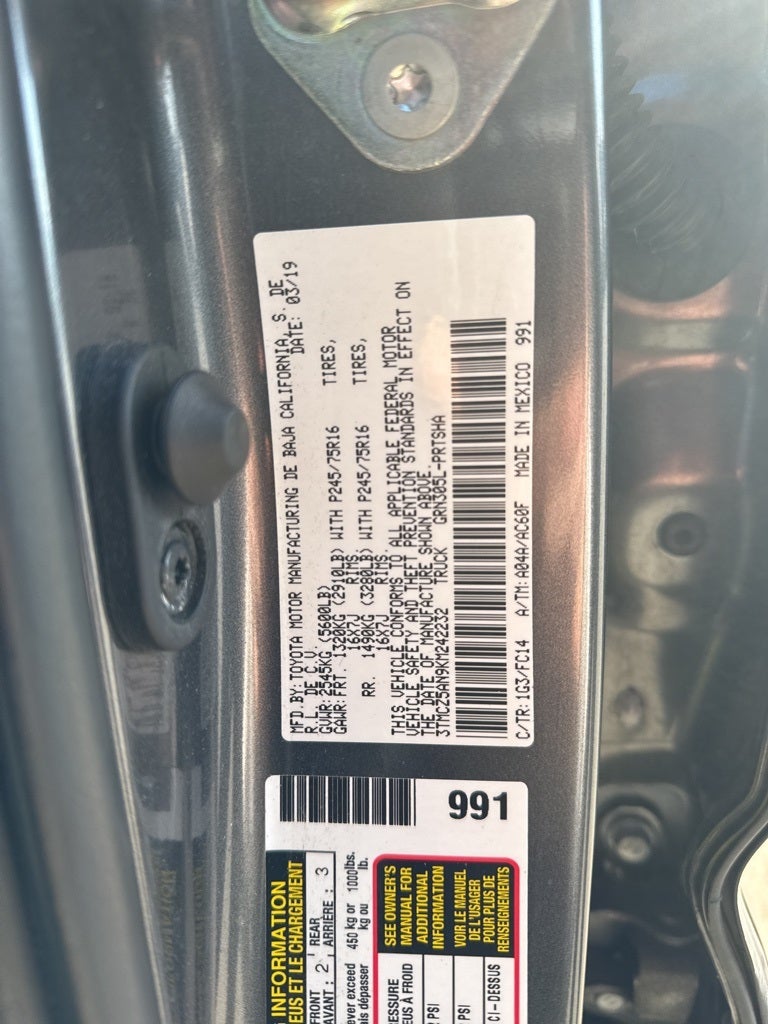 MFD.BY:TOYOTA MOTOR MANUFACTURING DE BAJA CALIFORNIA, S. DE
R.L. DE C.V. DATE: 03/19
GVWR:2545KG (5600LB)
GAWR:FRT. 1320KG (2910LB) WITH P245/75R16 TIRES,
16X7J RIMS.
RR. 1490KG (3280LB) WITH P245/75R16 TIRES,
16X7J RIMS.
THIS VEHICLE CONFORMS TO ALL APPLICABLE FEDERAL MOTOR
VEHICLE SAFETY AND THEFT PREVENTION STANDARDS IN EFFECT ON
THE DATE OF MANUFACTURE SHOWN ABOVE.
3TMCZ5AN9KM242232 TRUCK GRN305L-PRTSHA
C/TR:1G3/FC14 A/TM:A04A/AC60F MADE IN MEXICO 991
991
INFORMATION
ET LE CHARGEMENT
FRONT 2 REAR 3
AVANT: ARRIÈRE:
exceed 450 kg or 1000lbs.
dépasser kg ou lb.
SEE OWNER'S
MANUAL FOR
ADDITIONAL
INFORMATION
VOIR LE MANUEL
DE L'USAGER
POUR PLUS DE
RENSEIGNEMENTS
À FROID
PSI
PSI
CI-DESSUS